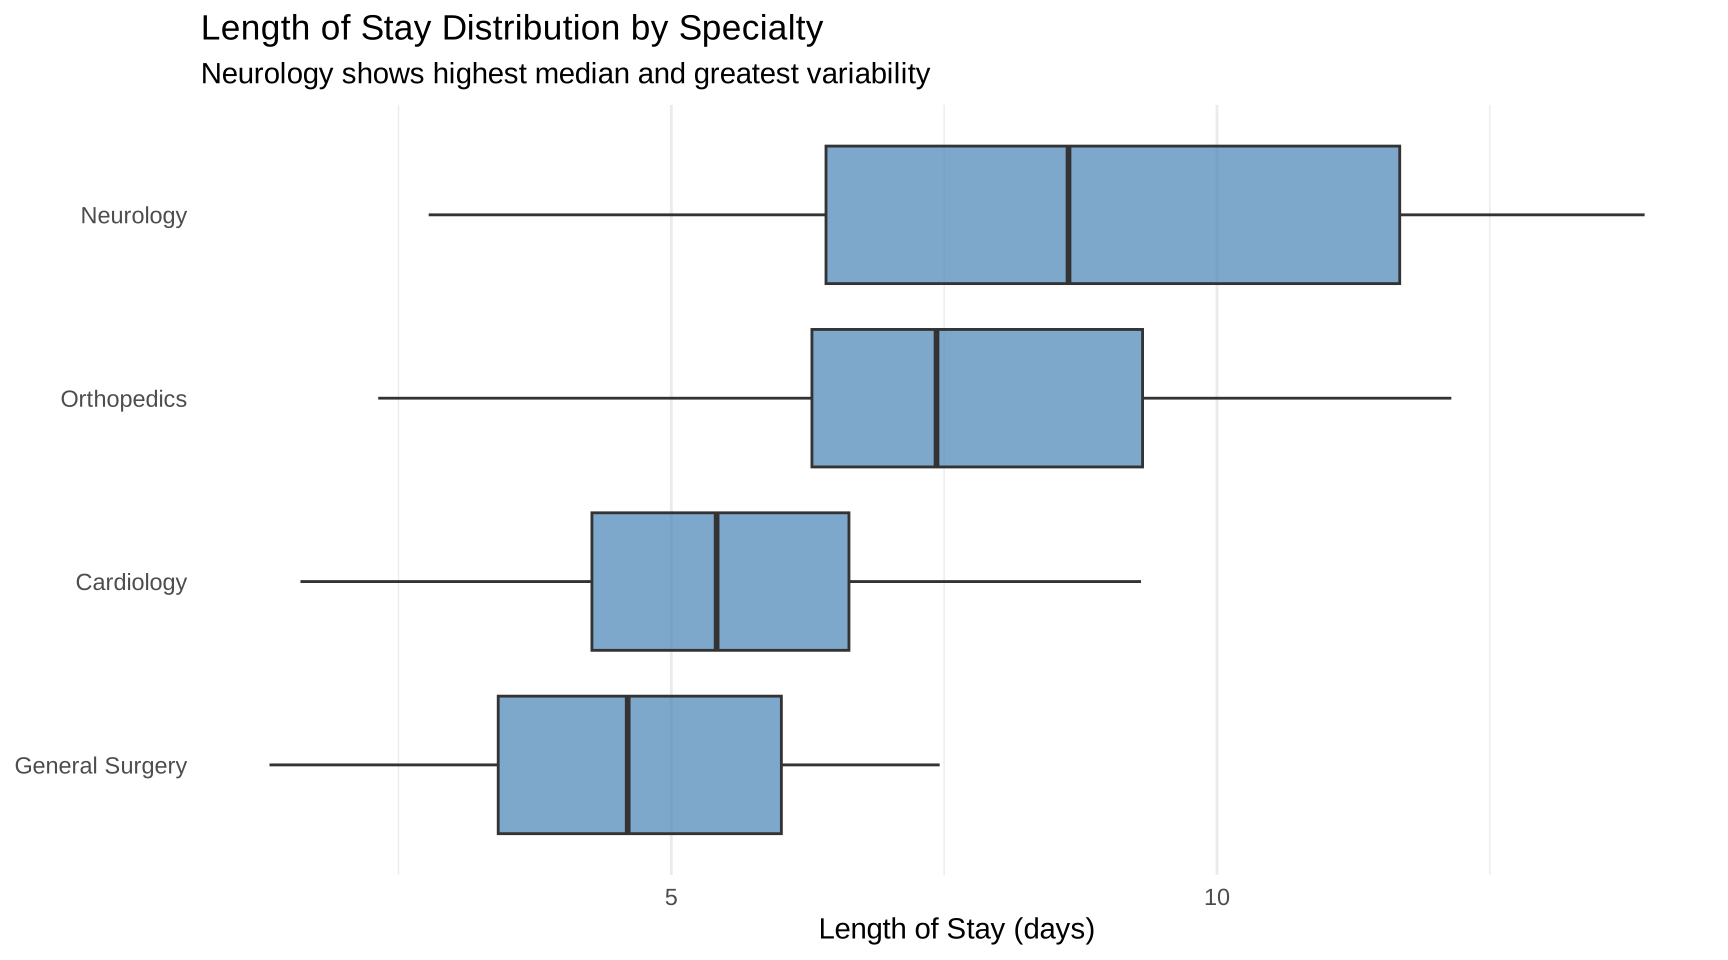 Length of Stay Distribution by Specialty
Neurology shows highest median and greatest variability
Neurology
Orthopedics
Cardiology
General Surgery
5 10
Length of Stay (days)